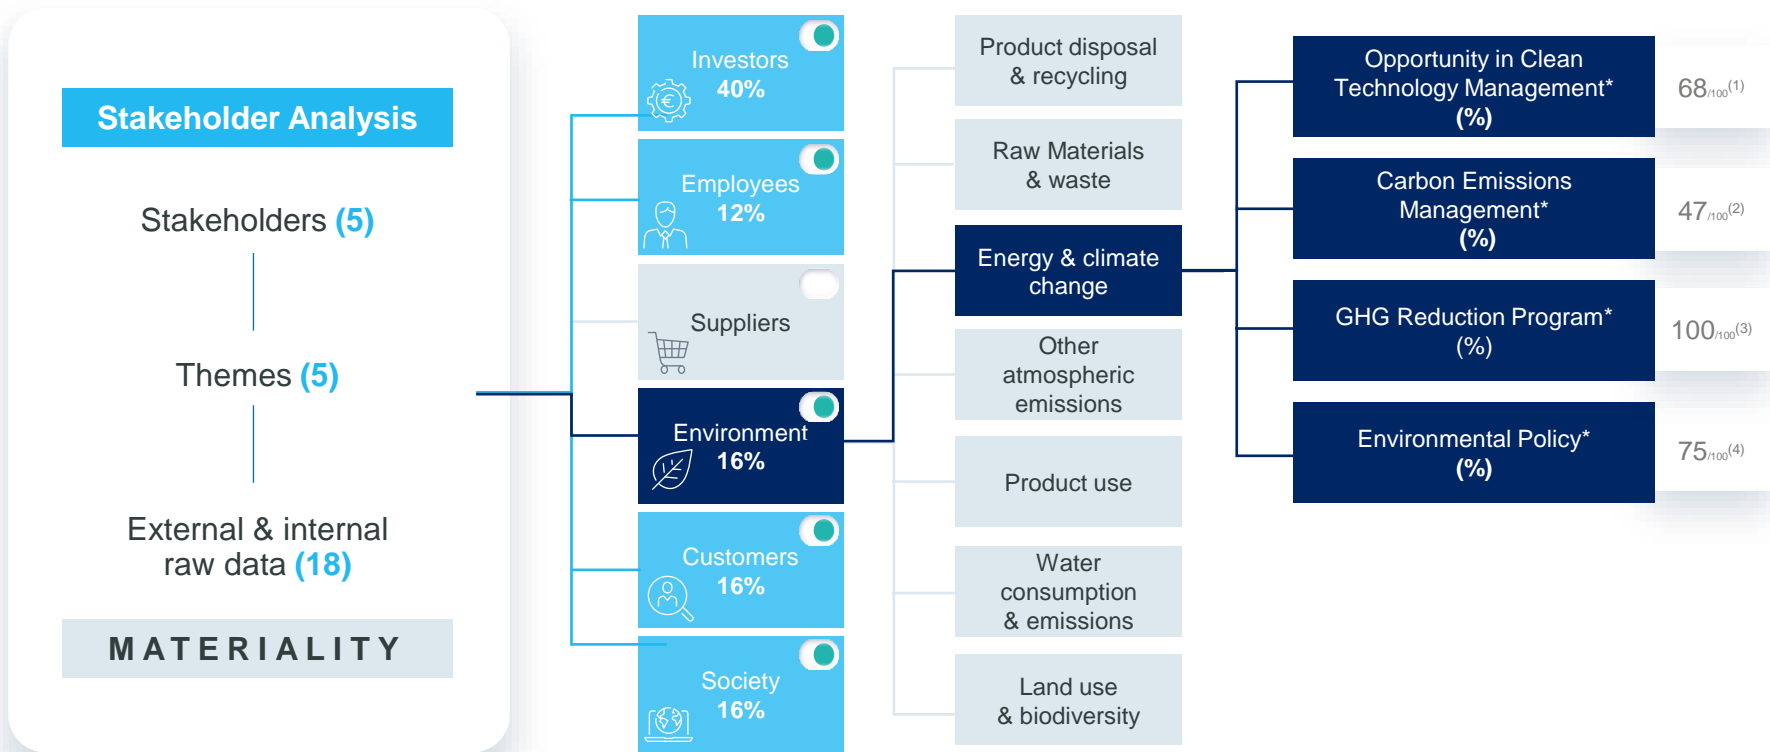 Stakeholder Analysis
Stakeholders (5)
Themes (5)
External & internal
raw data (18)
MATERIALITY
Investors
40%
€
Employees
12%
Suppliers
Environment
16%
Customers
16%
Society
16%
Product disposal
& recycling
Raw Materials
& waste
Energy & climate
change
Other
atmospheric
emissions
Product use
Water
consumption
& emissions
Land use
& biodiversity
Opportunity in Clean
Technology Management*
(%)
68/100(1)
Carbon Emissions
Management*
(%)
47/100(2)
GHG Reduction Program*
(%)
100/100(3)
Environmental Policy*
(%)
75/100(4)